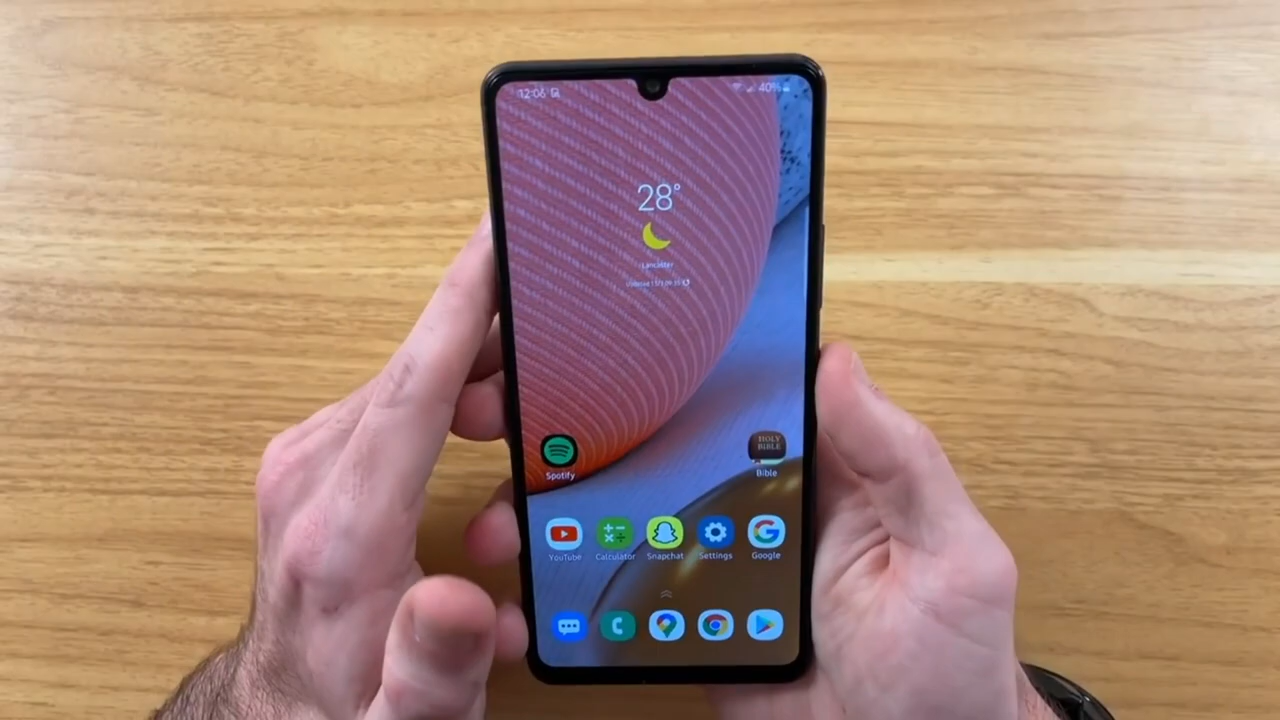 12:06
40%
28°
Lancaster
HOLY
BIBLE
Spotify
Bible
YouTube
Calculator
Snapchat
Settings
Google